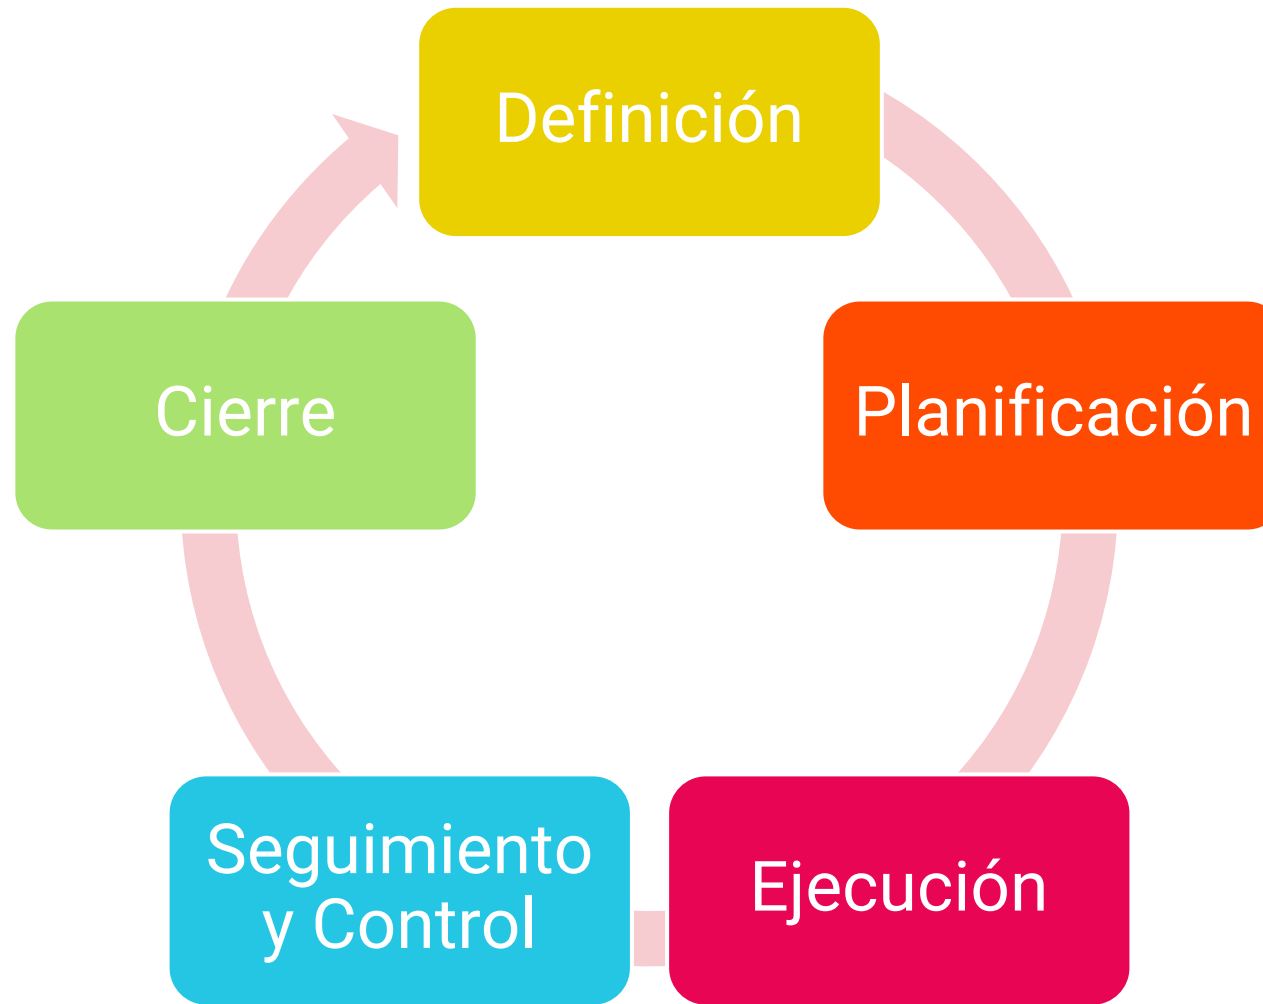 Definición
Planificación
Ejecución
Seguimiento
y Control
Cierre